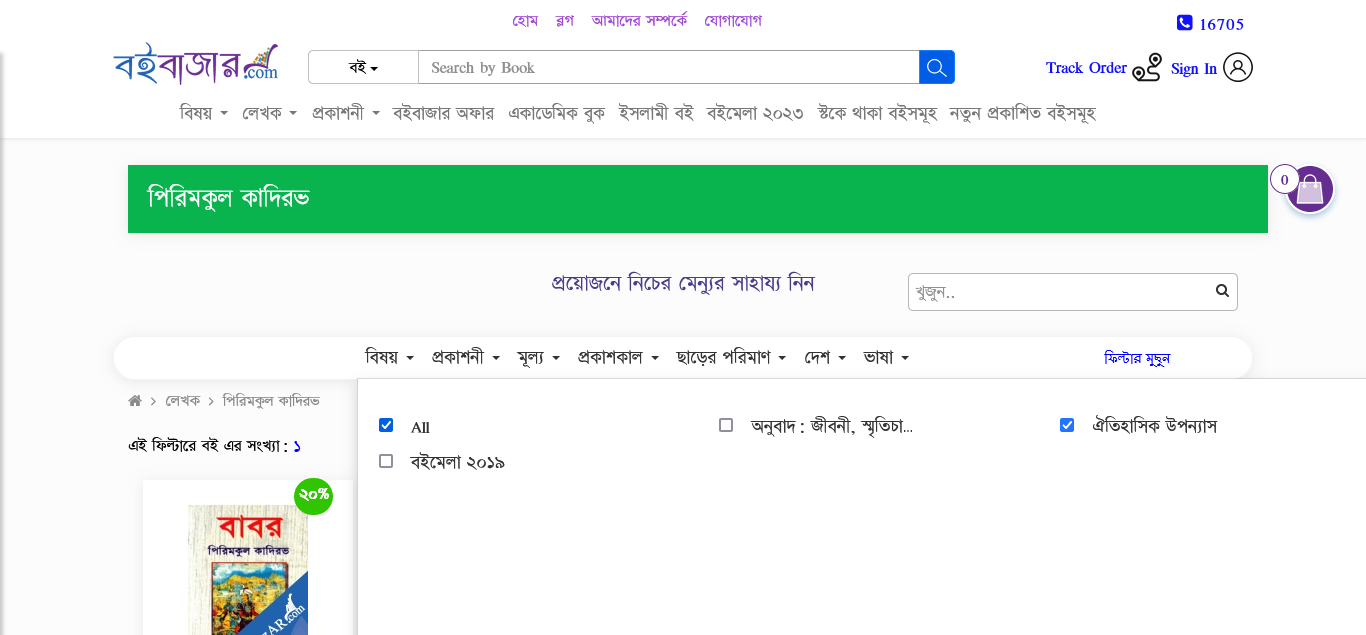 হোম ব্লগ আমাদের সম্পর্কে যোগাযোগ
16705
বইবাজার.com
বই
Search by Book
Track Order
Sign In
বিষয় লেখক প্রকাশনী বইবাজার অফার একাডেমিক বুক ইসলামী বই বইমেলা ২০২৩ স্টকে থাকা বইসমূহ নতুন প্রকাশিত বইসমূহ
পিরিমকুল কাদিরভ
0
প্রয়োজনে নিচের মেন্যুর সাহায্য নিন
খুজুন..
বিষয় প্রকাশনী মূল্য প্রকাশকাল ছাড়ের পরিমাণ দেশ ভাষা
ফিল্টার মুছুন
লেখক পিরিমকুল কাদিরভ
All
অনুবাদ : জীবনী, স্মৃতিচা...
ঐতিহাসিক উপন্যাস
এই ফিল্টারে বই এর সংখ্যা : ১
বইমেলা ২০১৯
২০%
বাবর
পিরিমকুল কাদিরভ
ZAR.com